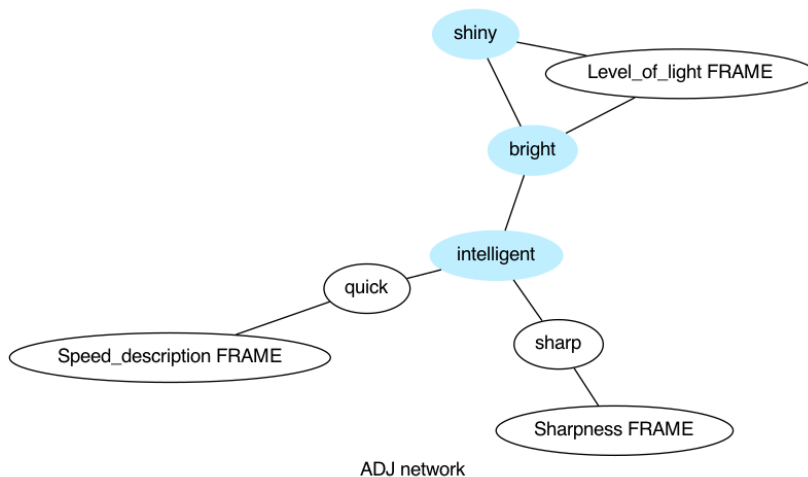 shiny
Level_of_light FRAME
bright
intelligent
quick
sharp
Speed_description FRAME
Sharpness FRAME
ADJ network